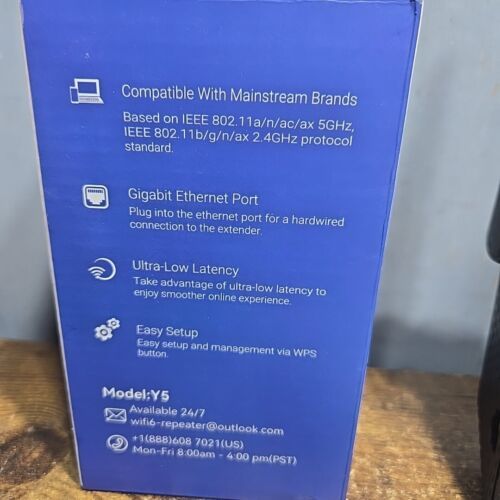 Compatible With Mainstream Brands
Based on IEEE 802.11a/n/ac/ax 5GHz,
IEEE 802.11b/g/n/ax 2.4GHz protocol
standard.
Gigabit Ethernet Port
Plug into the ethernet port for a hardwired
connection to the extender.
Ultra-Low Latency
Take advantage of ultra-low latency to
enjoy smoother online experience.
Easy Setup
Easy setup and management via WPS
button.
Model:Y5
Available 24/7
wifi6-repeater@outlook.com
+1(888)608 7021(US)
Mon-Fri 8:00am - 4:00 pm(PST)